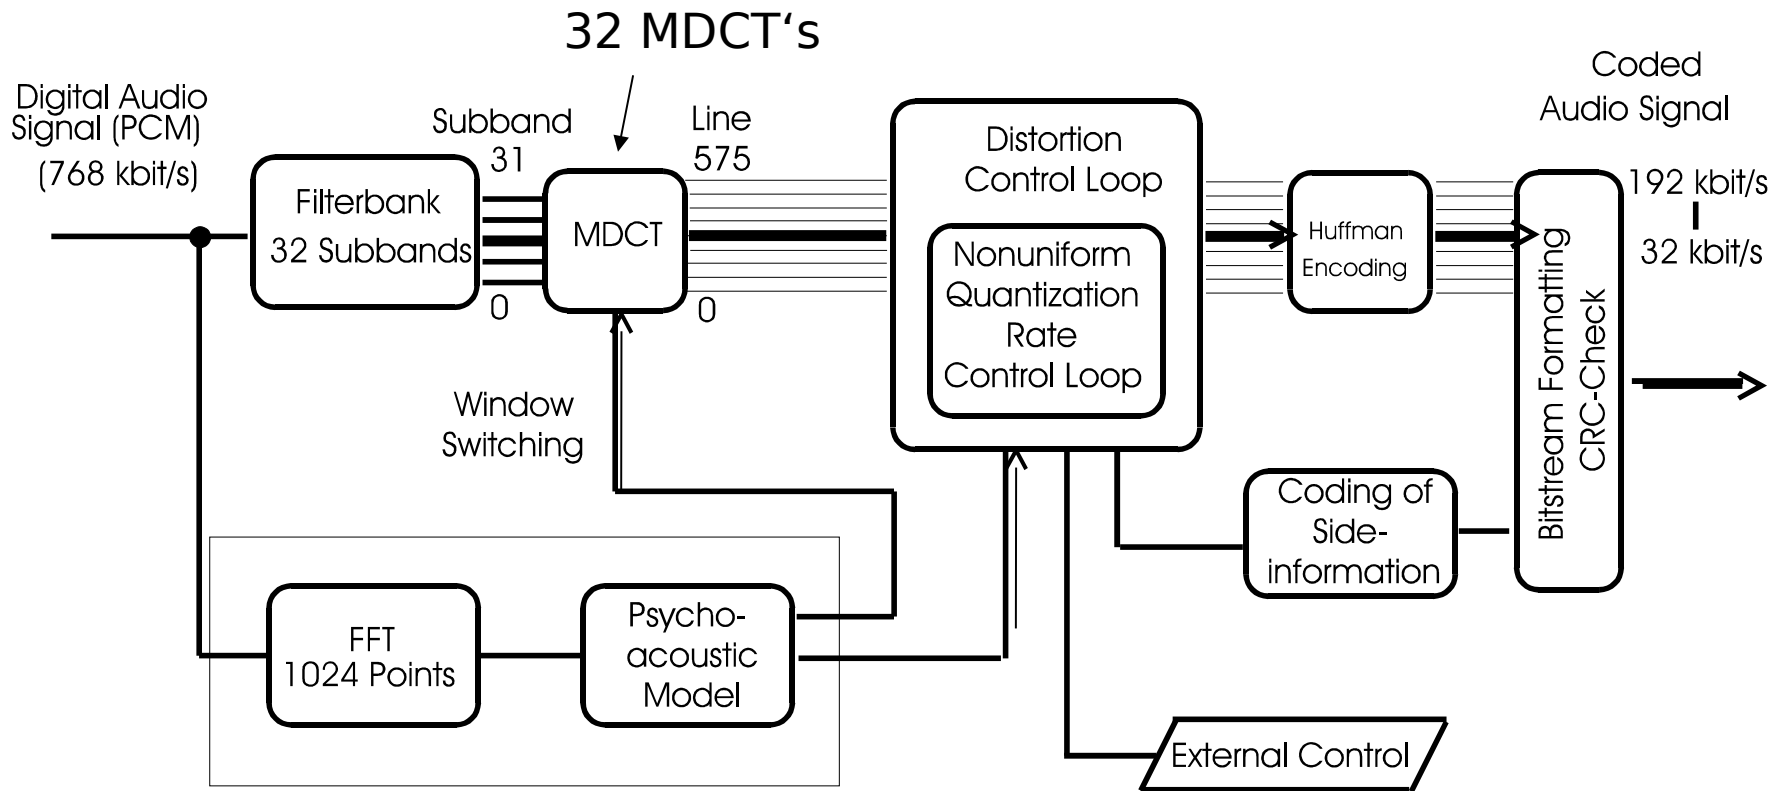 32 MDCT‘s
Digital Audio
Signal (PCM)
(768 kbit/s)
Filterbank
32 Subbands
Subband
31
0
MDCT
Line
575
0
Distortion
Control Loop
Nonuniform
Quantization
Rate
Control Loop
Huffman
Encoding
Coded
Audio Signal
192 kbit/s
32 kbit/s
Bitstream Formatting
CRC-Check
Window
Switching
FFT
1024 Points
Psycho-
acoustic
Model
Coding of
Side-
information
External Control